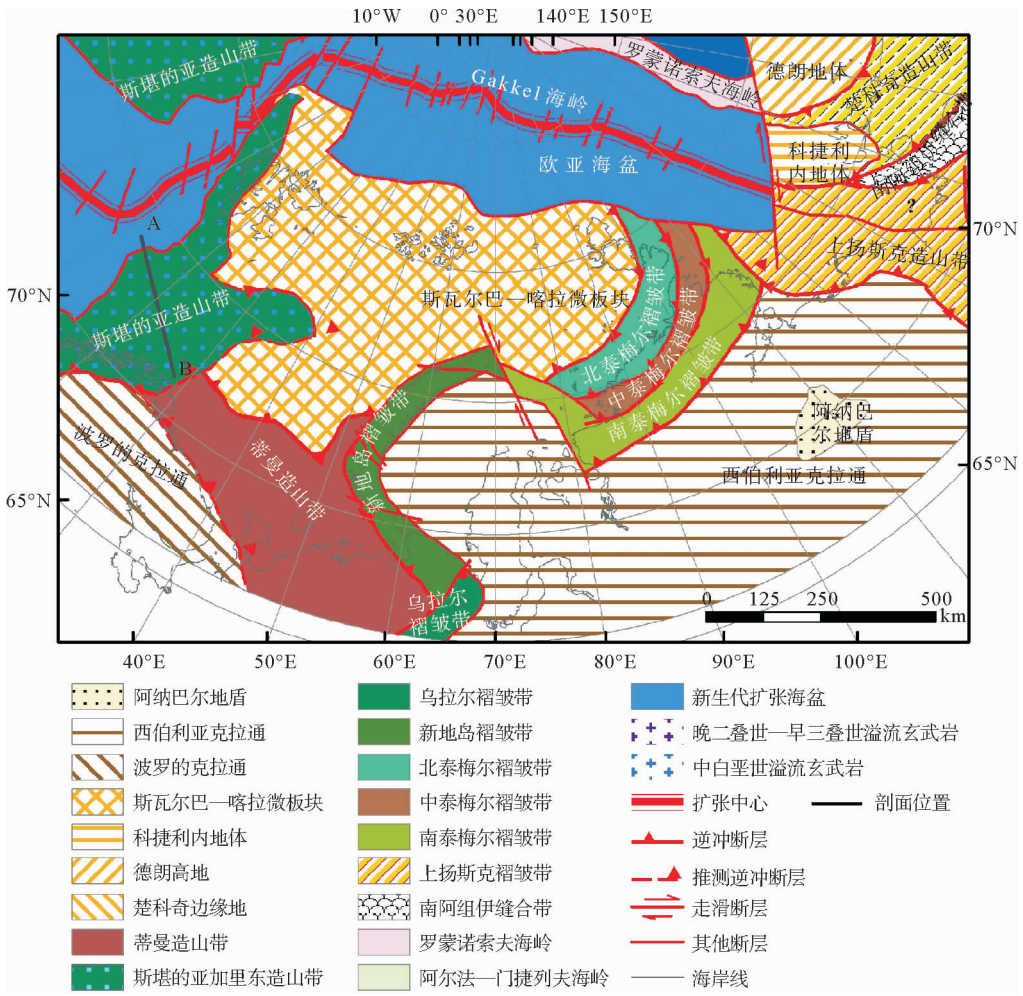 10°W 0° 30°E 140°E 150°E
斯堪的亚造山带
Gakkel 海岭
欧亚海盆
罗蒙诺索夫海岭
德朗地体
楚科奇造山带
科捷利
内地体
南阿组伊缝合带
?
70°N
上扬斯克造山带
A
70°N
斯堪的亚造山带
B
斯瓦尔巴—喀拉微板块
北泰梅尔褶皱带
中泰梅尔褶皱带
南泰梅尔褶皱带
新地岛褶皱带
阿纳巴
尔地盾
西伯利亚克拉通
65°N
波罗的克拉通
蒂曼造山带
65°N
乌拉尔
褶皱带
0 125 250 500
km
40°E 50°E 60°E 70°E 80°E 90°E 100°E
阿纳巴尔地盾
西伯利亚克拉通
波罗的克拉通
斯瓦尔巴—喀拉微板块
科捷利内地体
德朗高地
楚科奇边缘地
蒂曼造山带
斯堪的亚加里东造山带
乌拉尔褶皱带
新地岛褶皱带
北泰梅尔褶皱带
中泰梅尔褶皱带
南泰梅尔褶皱带
上扬斯克褶皱带
南阿组伊缝合带
罗蒙诺索夫海岭
阿尔法—门捷列夫海岭
新生代扩张海盆
晚二叠世—早三叠世溢流玄武岩
中白垩世溢流玄武岩
扩张中心 剖面位置
逆冲断层
推测逆冲断层
走滑断层
其他断层
海岸线